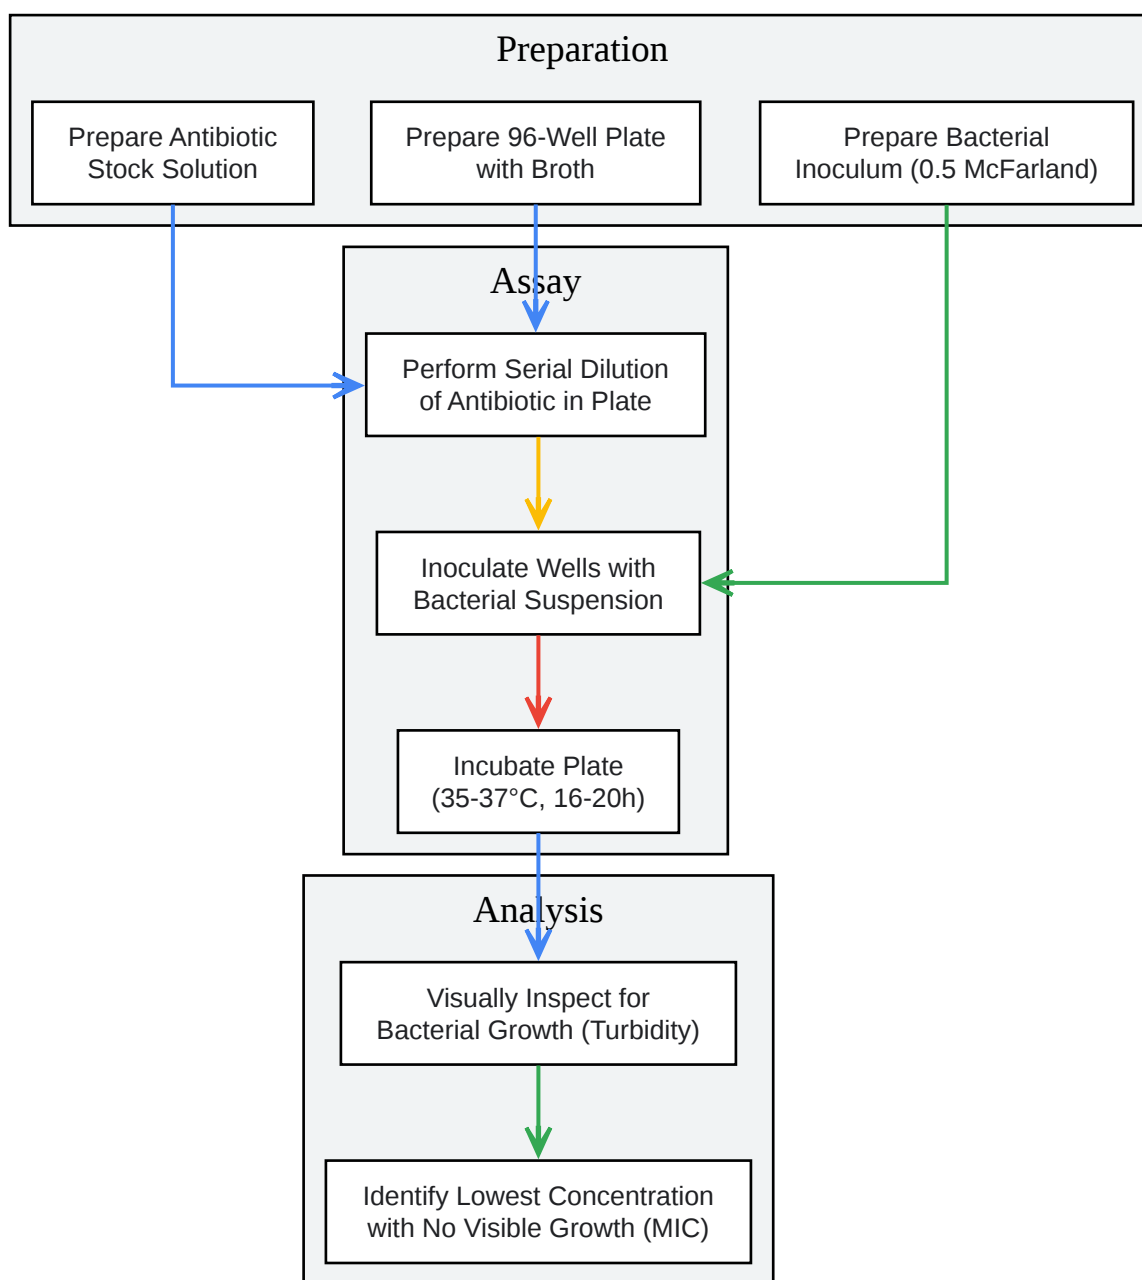 Preparation
Prepare Antibiotic
Stock Solution
Prepare 96-Well Plate
with Broth
Prepare Bacterial
Inoculum (0.5 McFarland)
Assay
Perform Serial Dilution
of Antibiotic in Plate
Inoculate Wells with
Bacterial Suspension
Incubate Plate
(35-37°C, 16-20h)
Analysis
Visually Inspect for
Bacterial Growth (Turbidity)
Identify Lowest Concentration
with No Visible Growth (MIC)